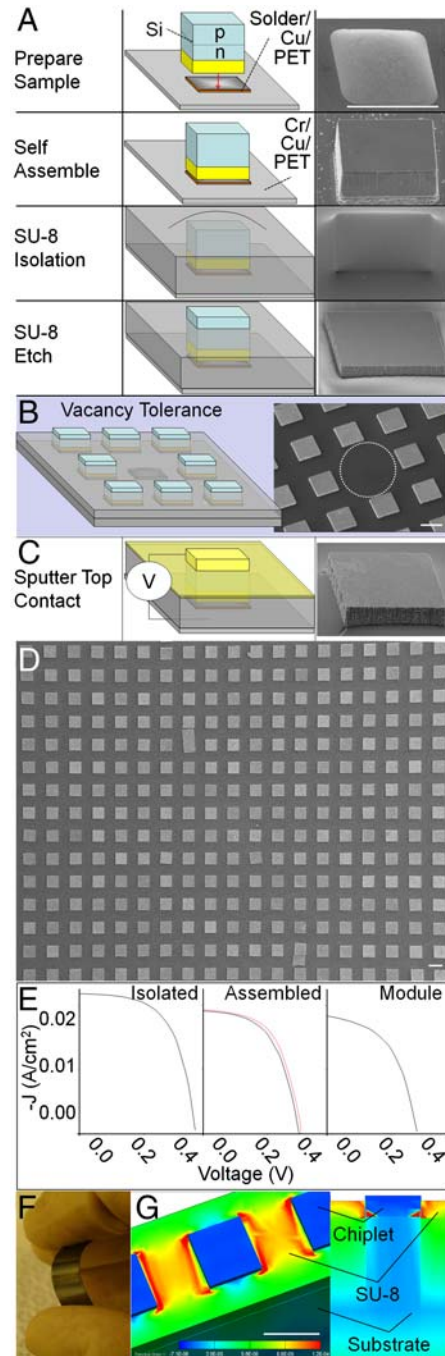 A
Prepare
Sample
Si
p
n
Solder/
Cu/
PET
Self
Assemble
Cr/
Cu/
PET
SU-8
Isolation
SU-8
Etch
B
Vacancy Tolerance
C
Sputter Top
Contact
V
D
E
Isolated
Assembled
Module
-J (A/cm²)
0.02
0.01
0.00
0.0 0.2 0.4 0.0 0.2 0.4 0.0 0.2 0.4
Voltage (V)
F
G
Chiplet
SU-8
Substrate